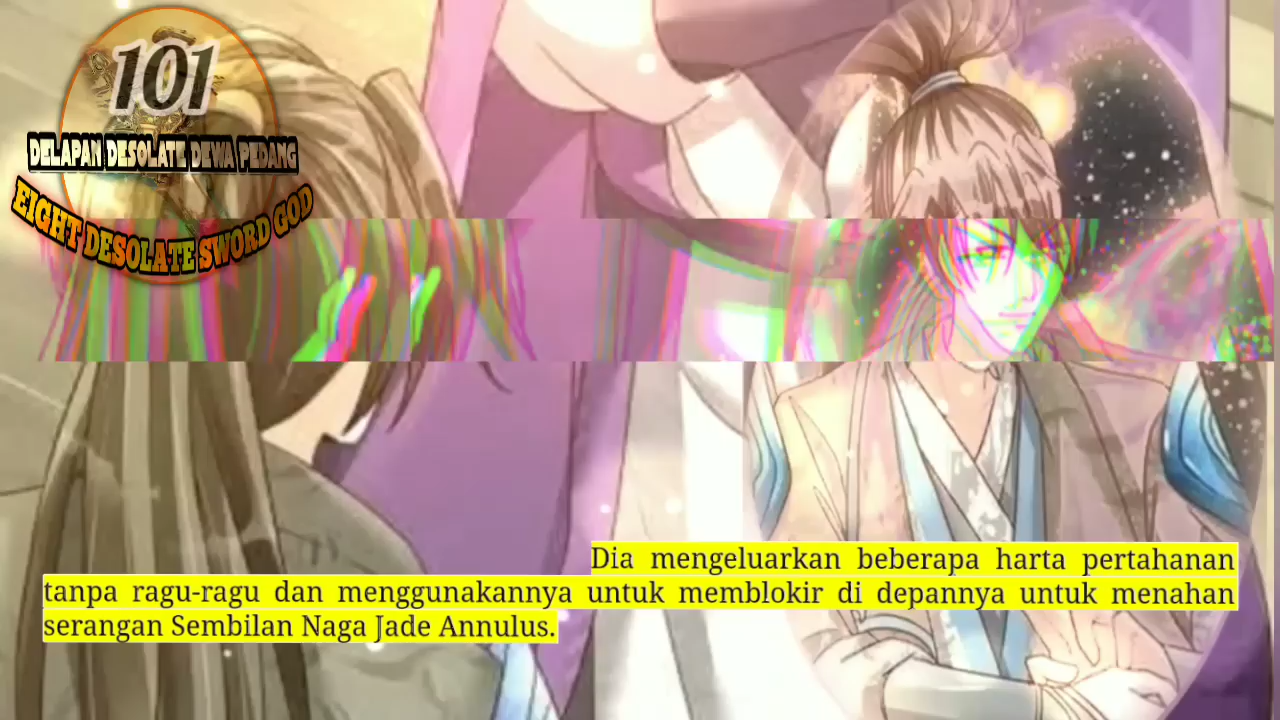 101
DELAPAN DESOLATE DEWA PEDANG
EIGHT DESOLATE SWORD GOD
Dia mengeluarkan beberapa harta pertahanan
tanpa ragu-ragu dan menggunakannya untuk memblokir di depannya untuk menahan
serangan Sembilan Naga Jade Annulus.